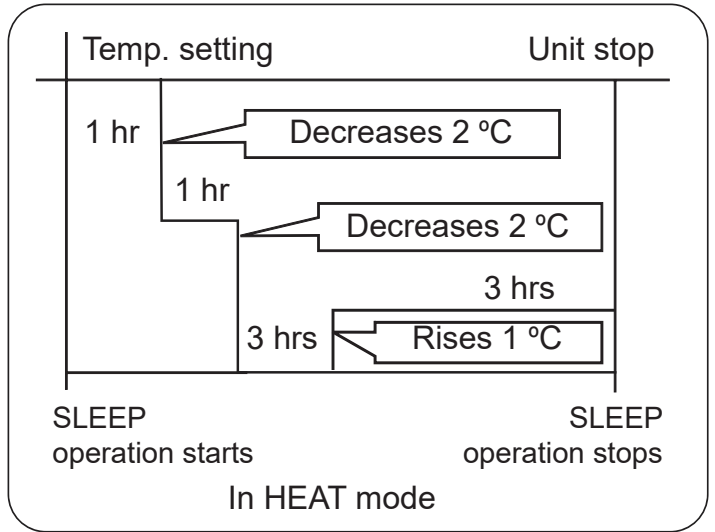 Temp. setting
Unit stop
1 hr
Decreases 2 ºC
1 hr
Decreases 2 ºC
3 hrs
3 hrs
Rises 1 ºC
SLEEP
operation starts
SLEEP
operation stops
In HEAT mode